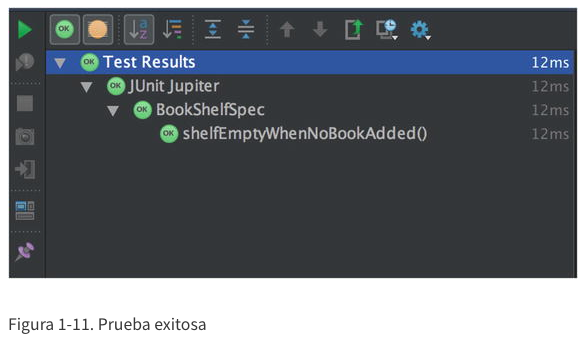 OK
a
z
OK Test Results 12ms
OK JUnit Jupiter 12ms
OK BookShelfSpec 12ms
OK shelfEmptyWhenNoBookAdded() 12ms
Figura 1-11. Prueba exitosa